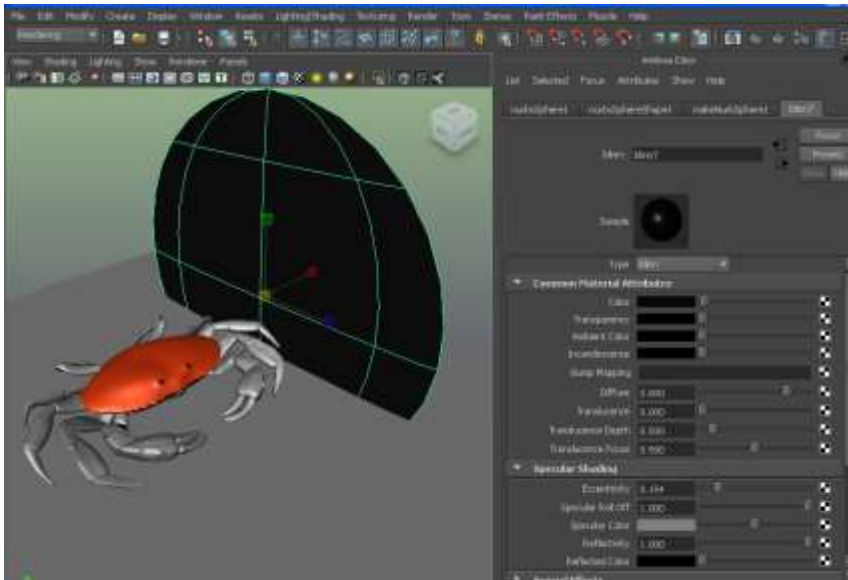 File Edit Modify Create Display Window Assets Lighting/Shading Texturing Render Toon Stereo Paint Effects Muscle Help
Rendering
View Shading Lighting Show Renderer Panels
Attribute Editor
List Selected Focus Attributes Show Help
nurbsSphere1 nurbsSphereShape1 makeNurbSphere1 blinn7
Focus
blinn: blinn7
Presets
Sample
Type Blinn
Common Material Attributes
Color
Transparency
Ambient Color
Incandescence
Bump Mapping
Diffuse 0.800
Translucence 0.000
Translucence Depth 0.500
Translucence Focus 0.500
Specular Shading
Eccentricity
Specular Roll Off 1.000
Specular Color
Reflectivity 1.000
Reflected Color